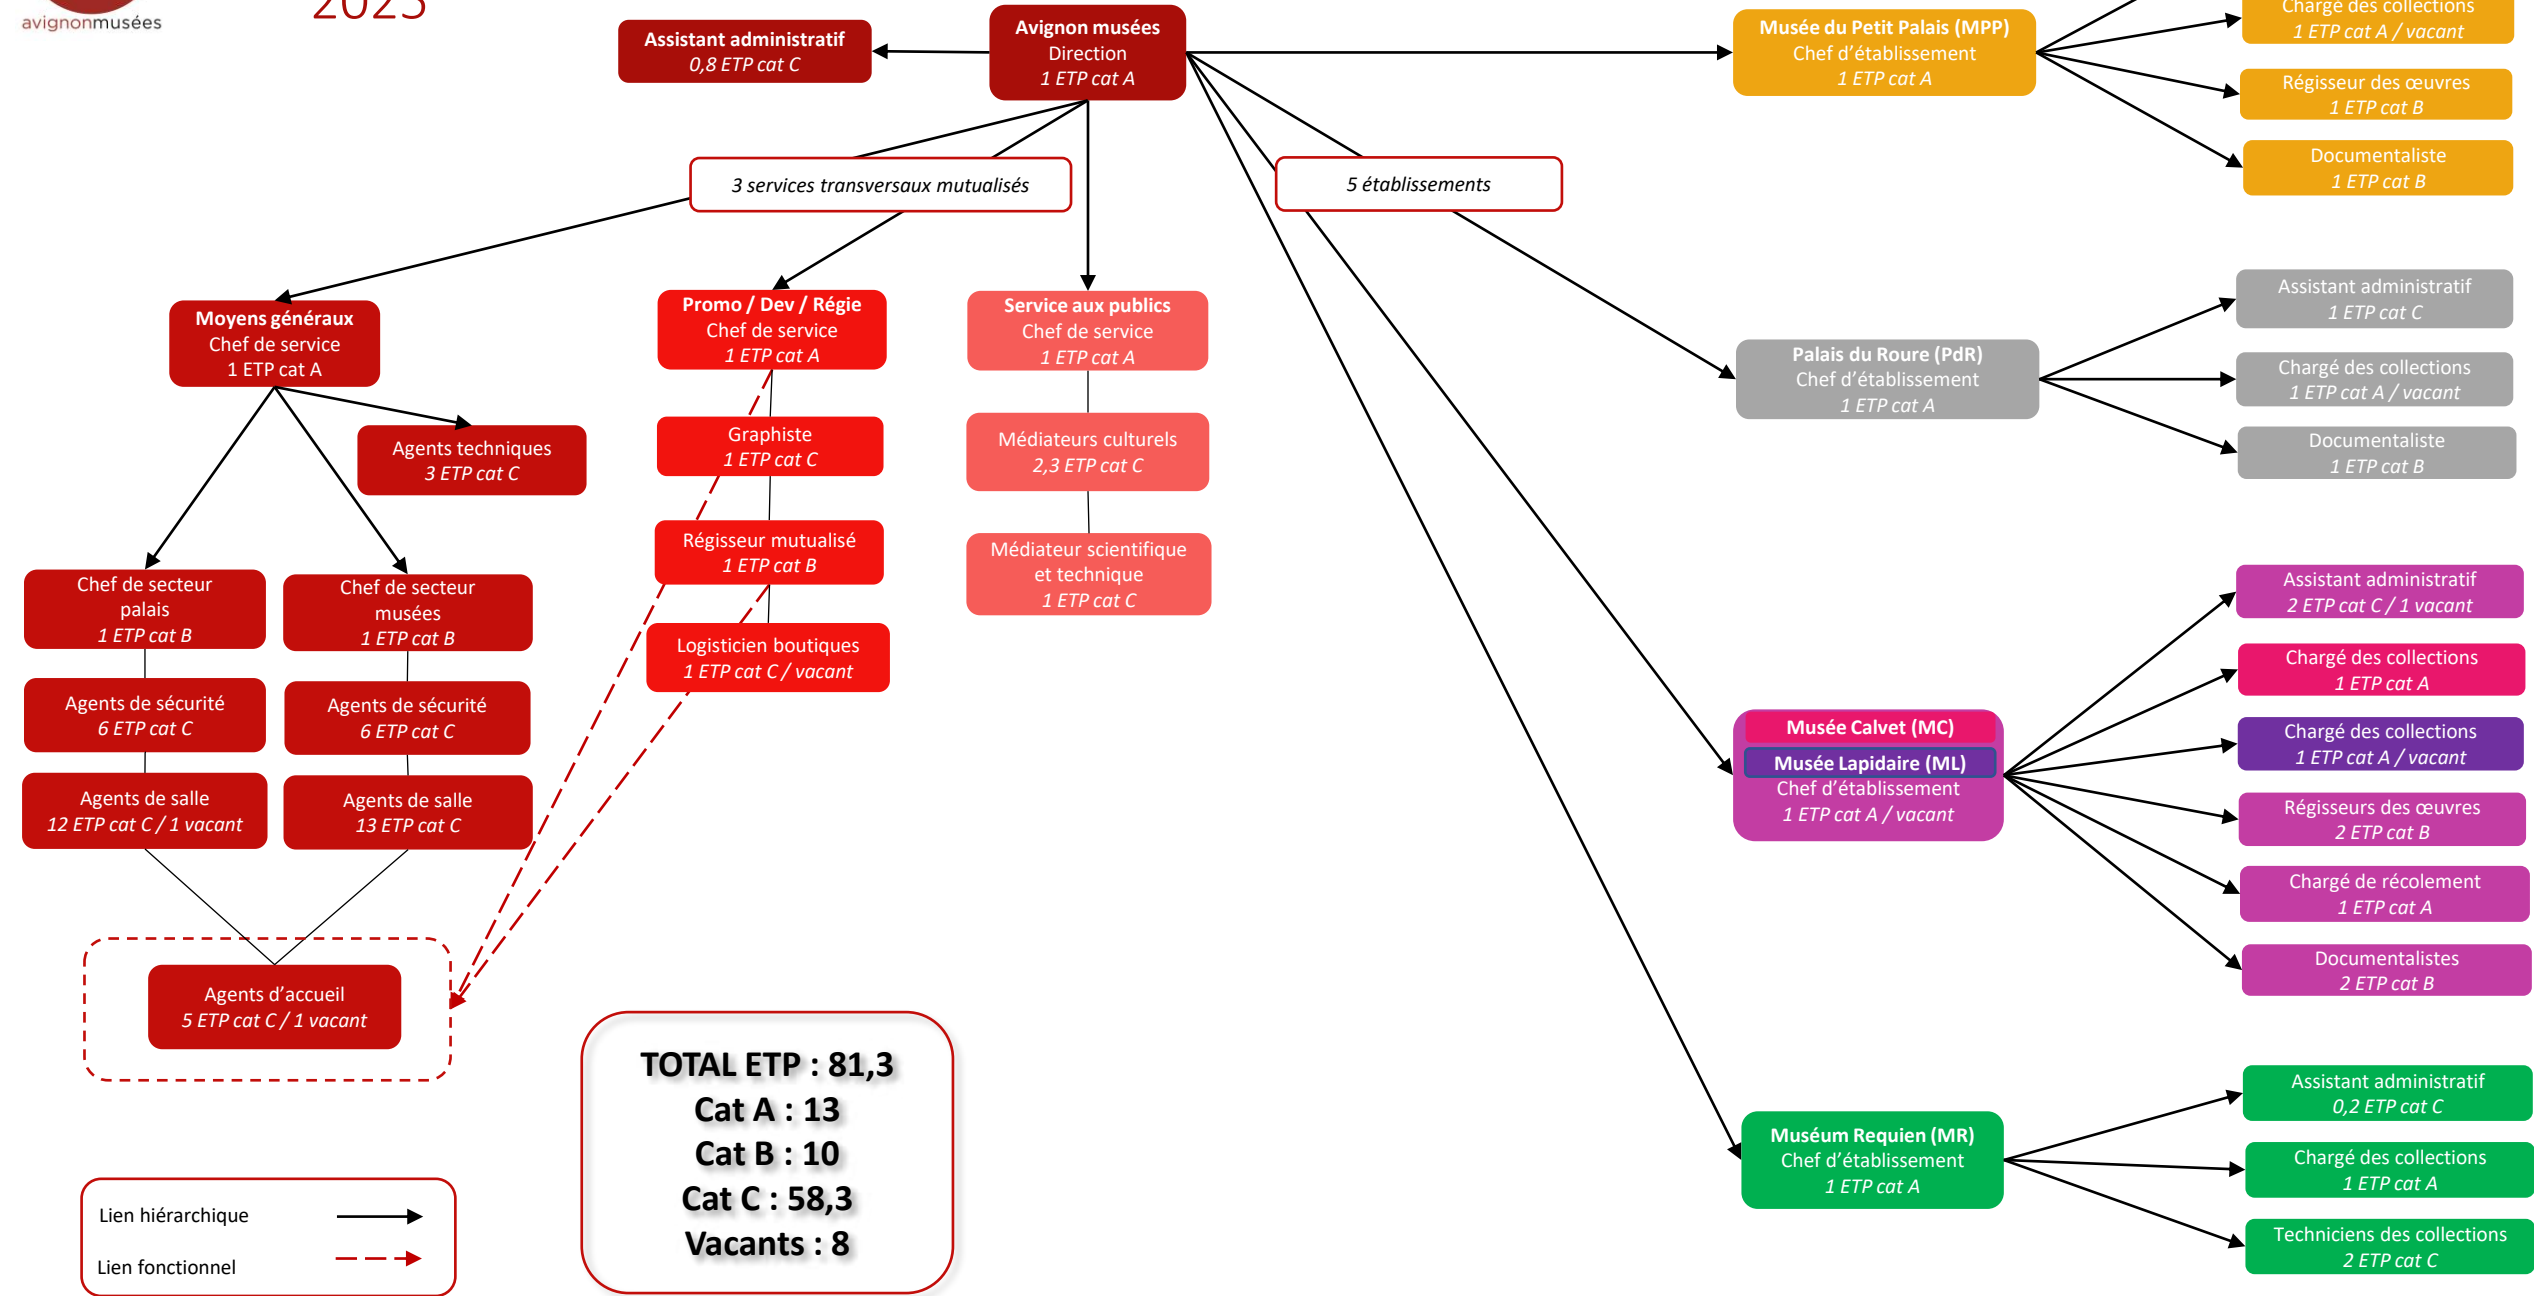 avignonmusées
2025
Assistant administratif
0,8 ETP cat C
Avignon musées
Direction
1 ETP cat A
Musée du Petit Palais (MPP)
Chef d’établissement
1 ETP cat A
Chargé des collections
1 ETP cat A / vacant
Régisseur des œuvres
1 ETP cat B
Documentaliste
1 ETP cat B
3 services transversaux mutualisés
5 établissements
Moyens généraux
Chef de service
1 ETP cat A
Promo / Dev / Régie
Chef de service
1 ETP cat A
Service aux publics
Chef de service
1 ETP cat A
Agents techniques
3 ETP cat C
Graphiste
1 ETP cat C
Médiateurs culturels
2,3 ETP cat C
Régisseur mutualisé
1 ETP cat B
Médiateur scientifique
et technique
1 ETP cat C
Logisticien boutiques
1 ETP cat C / vacant
Chef de secteur
palais
1 ETP cat B
Chef de secteur
musées
1 ETP cat B
Agents de sécurité
6 ETP cat C
Agents de sécurité
6 ETP cat C
Agents de salle
12 ETP cat C / 1 vacant
Agents de salle
13 ETP cat C
Agents d’accueil
5 ETP cat C / 1 vacant
Palais du Roure (PdR)
Chef d’établissement
1 ETP cat A
Assistant administratif
1 ETP cat C
Chargé des collections
1 ETP cat A / vacant
Documentaliste
1 ETP cat B
Musée Calvet (MC)
Musée Lapidaire (ML)
Chef d’établissement
1 ETP cat A / vacant
Assistant administratif
2 ETP cat C / 1 vacant
Chargé des collections
1 ETP cat A
Chargé des collections
1 ETP cat A / vacant
Régisseurs des œuvres
2 ETP cat B
Chargé de récolement
1 ETP cat A
Documentalistes
2 ETP cat B
Muséum Requien (MR)
Chef d’établissement
1 ETP cat A
Assistant administratif
0,2 ETP cat C
Chargé des collections
1 ETP cat A
Techniciens des collections
2 ETP cat C
TOTAL ETP : 81,3
Cat A : 13
Cat B : 10
Cat C : 58,3
Vacants : 8
Lien hiérarchique
Lien fonctionnel